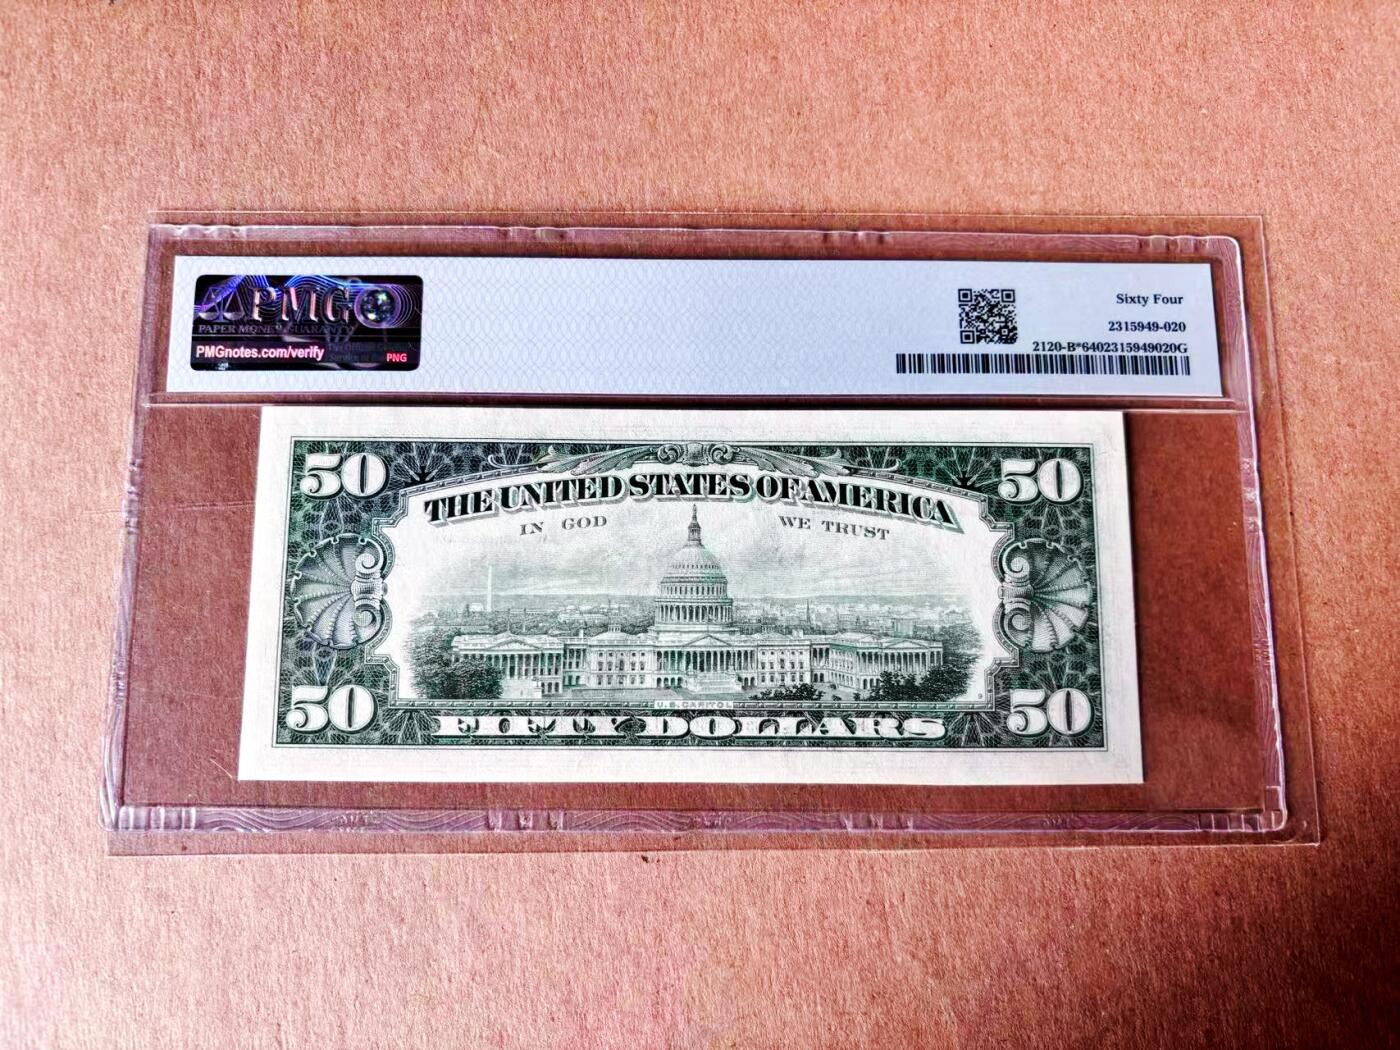 PMG
PAPER MONEY GUARANTY
PMGnotes.com/verify
PNG
Sixty Four
2315949-020
2120-B*6402315949020G
50
50
THE UNITED STATES OF AMERICA
IN GOD WE TRUST
U.S. CAPITOL
50
50
FIFTY DOLLARS